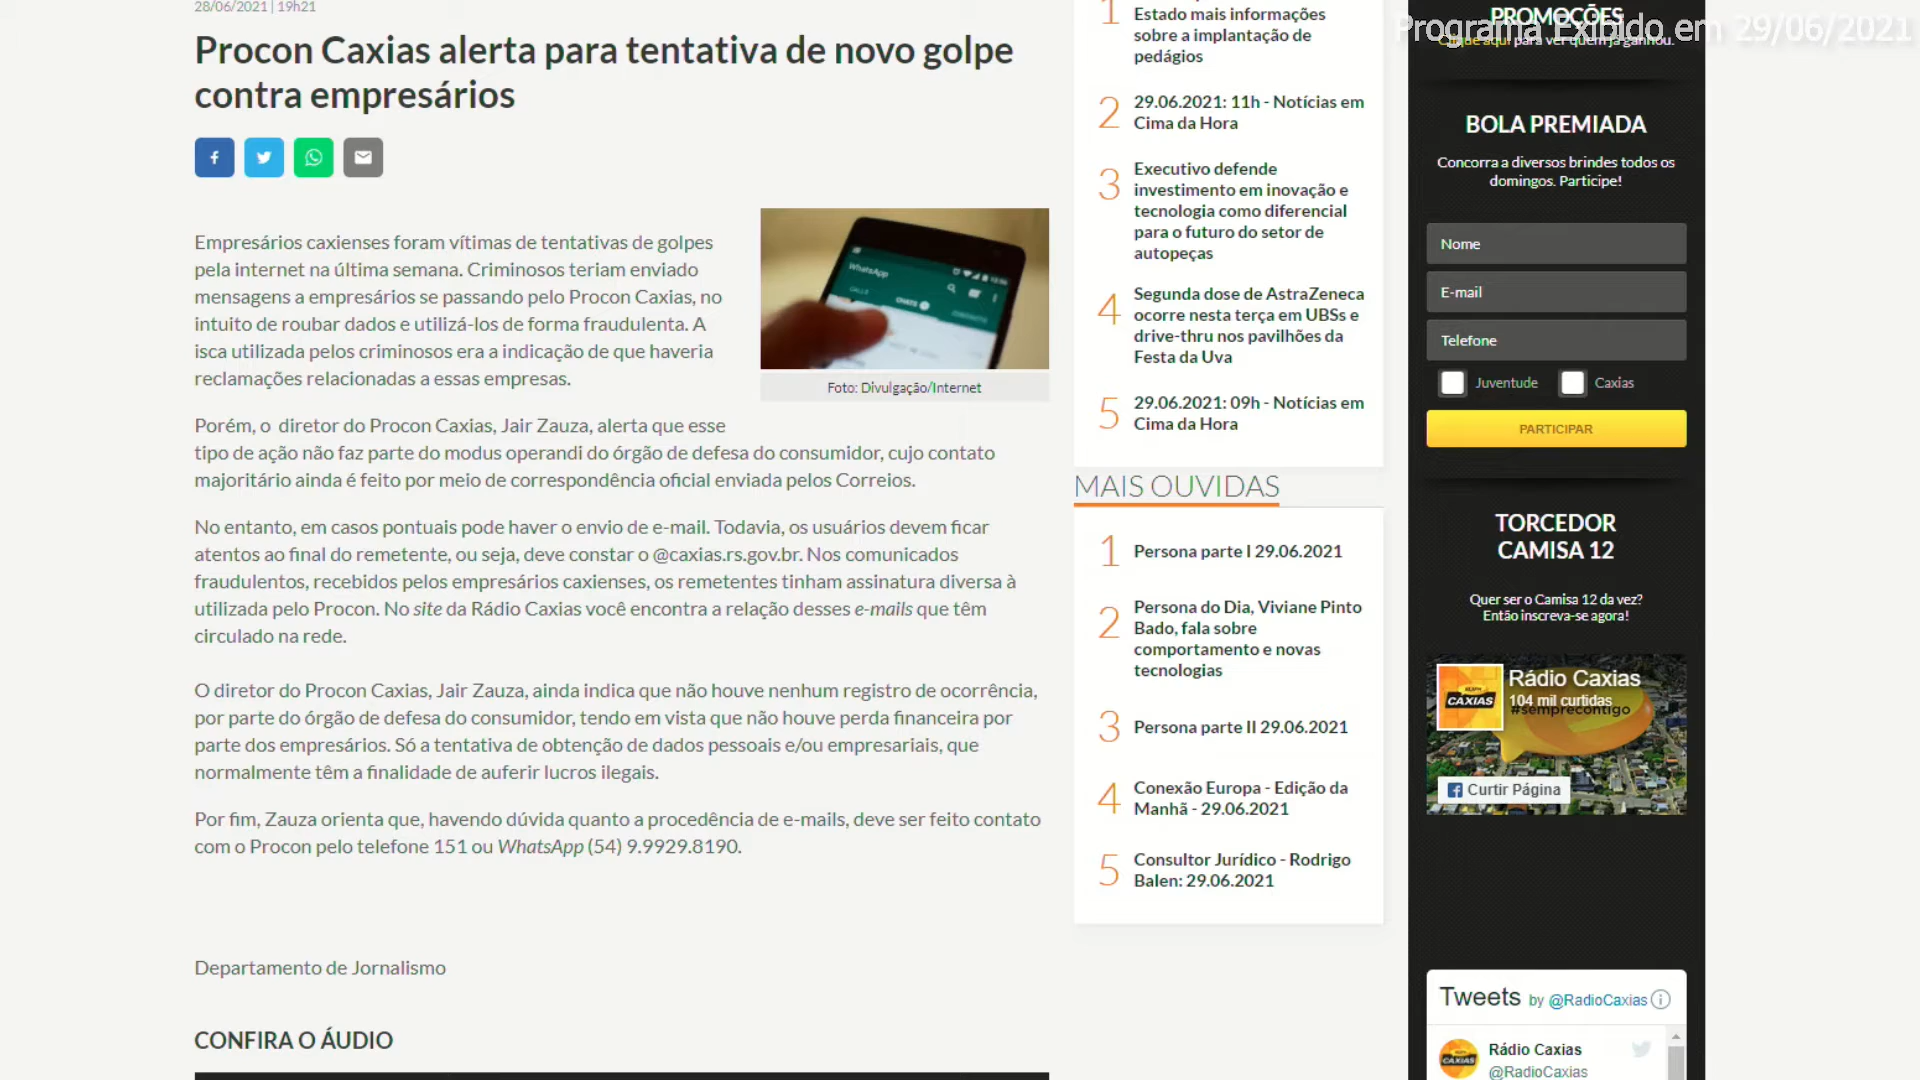 28/06/2021 | 19h21
Procon Caxias alerta para tentativa de novo golpe
contra empresários
Empresários caxienses foram vítimas de tentativas de golpes
pela internet na última semana. Criminosos teriam enviado
mensagens a empresários se passando pelo Procon Caxias, no
intuito de roubar dados e utilizá-los de forma fraudulenta. A
isca utilizada pelos criminosos era a indicação de que haveria
reclamações relacionadas a essas empresas.
WhatsApp
CALLS
CHATS
CONTACTS
Foto: Divulgação/Internet
Porém, o diretor do Procon Caxias, Jair Zauza, alerta que esse
tipo de ação não faz parte do modus operandi do órgão de defesa do consumidor, cujo contato
majoritário ainda é feito por meio de correspondência oficial enviada pelos Correios.
No entanto, em casos pontuais pode haver o envio de e-mail. Todavia, os usuários devem ficar
atentos ao final do remetente, ou seja, deve constar o @caxias.rs.gov.br. Nos comunicados
fraudulentos, recebidos pelos empresários caxienses, os remetentes tinham assinatura diversa à
utilizada pelo Procon. No site da Rádio Caxias você encontra a relação desses e-mails que têm
circulado na rede.
O diretor do Procon Caxias, Jair Zauza, ainda indica que não houve nenhum registro de ocorrência,
por parte do órgão de defesa do consumidor, tendo em vista que não houve perda financeira por
parte dos empresários. Só a tentativa de obtenção de dados pessoais e/ou empresariais, que
normalmente têm a finalidade de auferir lucros ilegais.
Por fim, Zauza orienta que, havendo dúvida quanto a procedência de e-mails, deve ser feito contato
com o Procon pelo telefone 151 ou WhatsApp (54) 9.9929.8190.
Departamento de Jornalismo
CONFIRA O ÁUDIO
1
Estado mais informações
sobre a implantação de
pedágios
2
29.06.2021: 11h - Notícias em
Cima da Hora
3
Executivo defende
investimento em inovação e
tecnologia como diferencial
para o futuro do setor de
autopeças
4
Segunda dose de AstraZeneca
ocorre nesta terça em UBSs e
drive-thru nos pavilhões da
Festa da Uva
5
29.06.2021: 09h - Notícias em
Cima da Hora
MAIS OUVIDAS
1
Persona parte I 29.06.2021
2
Persona do Dia, Viviane Pinto
Bado, fala sobre
comportamento e novas
tecnologias
3
Persona parte II 29.06.2021
4
Conexão Europa - Edição da
Manhã - 29.06.2021
5
Consultor Jurídico - Rodrigo
Balen: 29.06.2021
Programa Exibido em 29/06/2021
PROMOÇÕES
Clique aqui para ver quem já ganhou.
BOLA PREMIADA
Concorra a diversos brindes todos os
domingos. Participe!
Nome
E-mail
Telefone
Juventude
Caxias
PARTICIPAR
TORCEDOR
CAMISA 12
Quer ser o Camisa 12 da vez?
Então inscreva-se agora!
CAXIAS
Rádio Caxias
104 mil curtidas
#semprecontigo
Curtir Página
Tweets by @RadioCaxias
CAXIAS
Rádio Caxias
@RadioCaxias